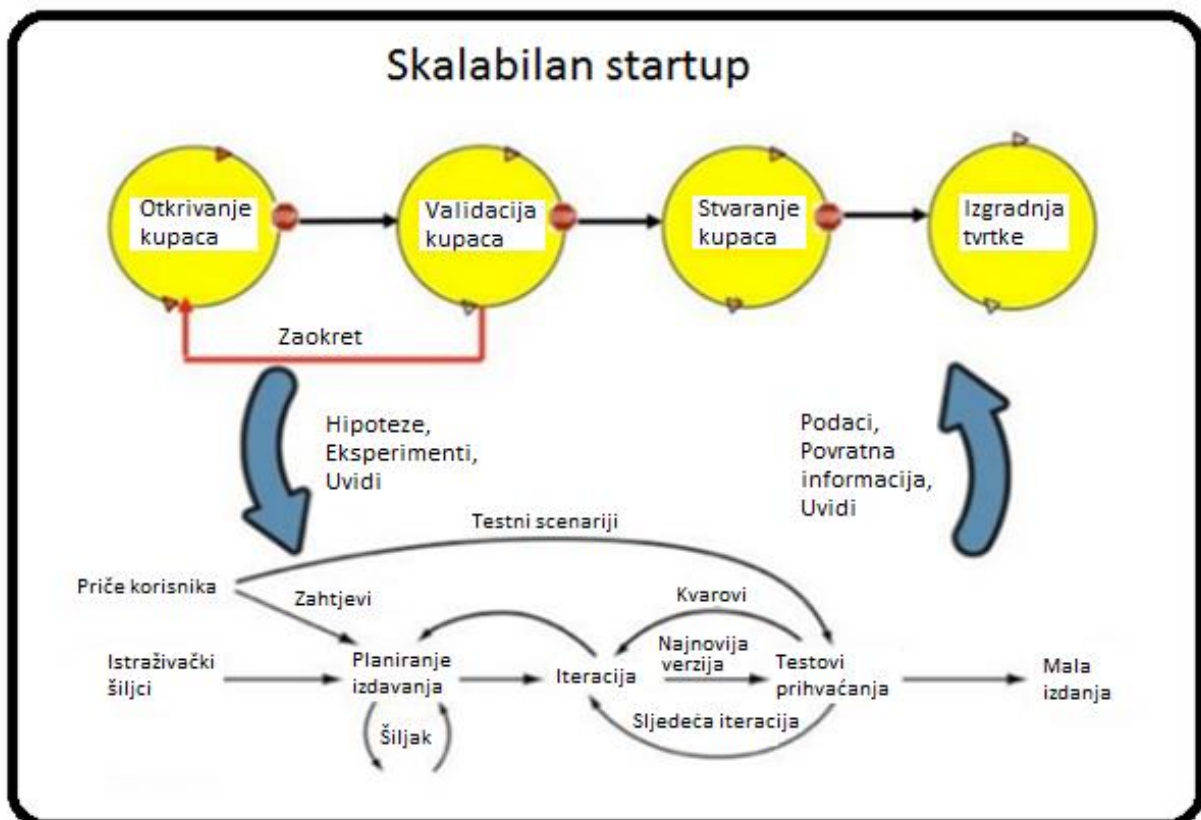 Skalabilan startup
Otkrivanje
kupaca
Validacija
kupaca
Stvaranje
kupaca
Izgradnja
tvrtke
Zaokret
Hipoteze,
Eksperimenti,
Uvidi
Podaci,
Povratna
informacija,
Uvidi
Testni scenariji
Priče korisnika
Zahtjevi
Kvarovi
Istraživački
šiljci
Planiranje
izdavanja
Iteracija
Najnovija
verzija
Testovi
prihvaćanja
Mala
izdanja
Šiljak
Sljedeća iteracija